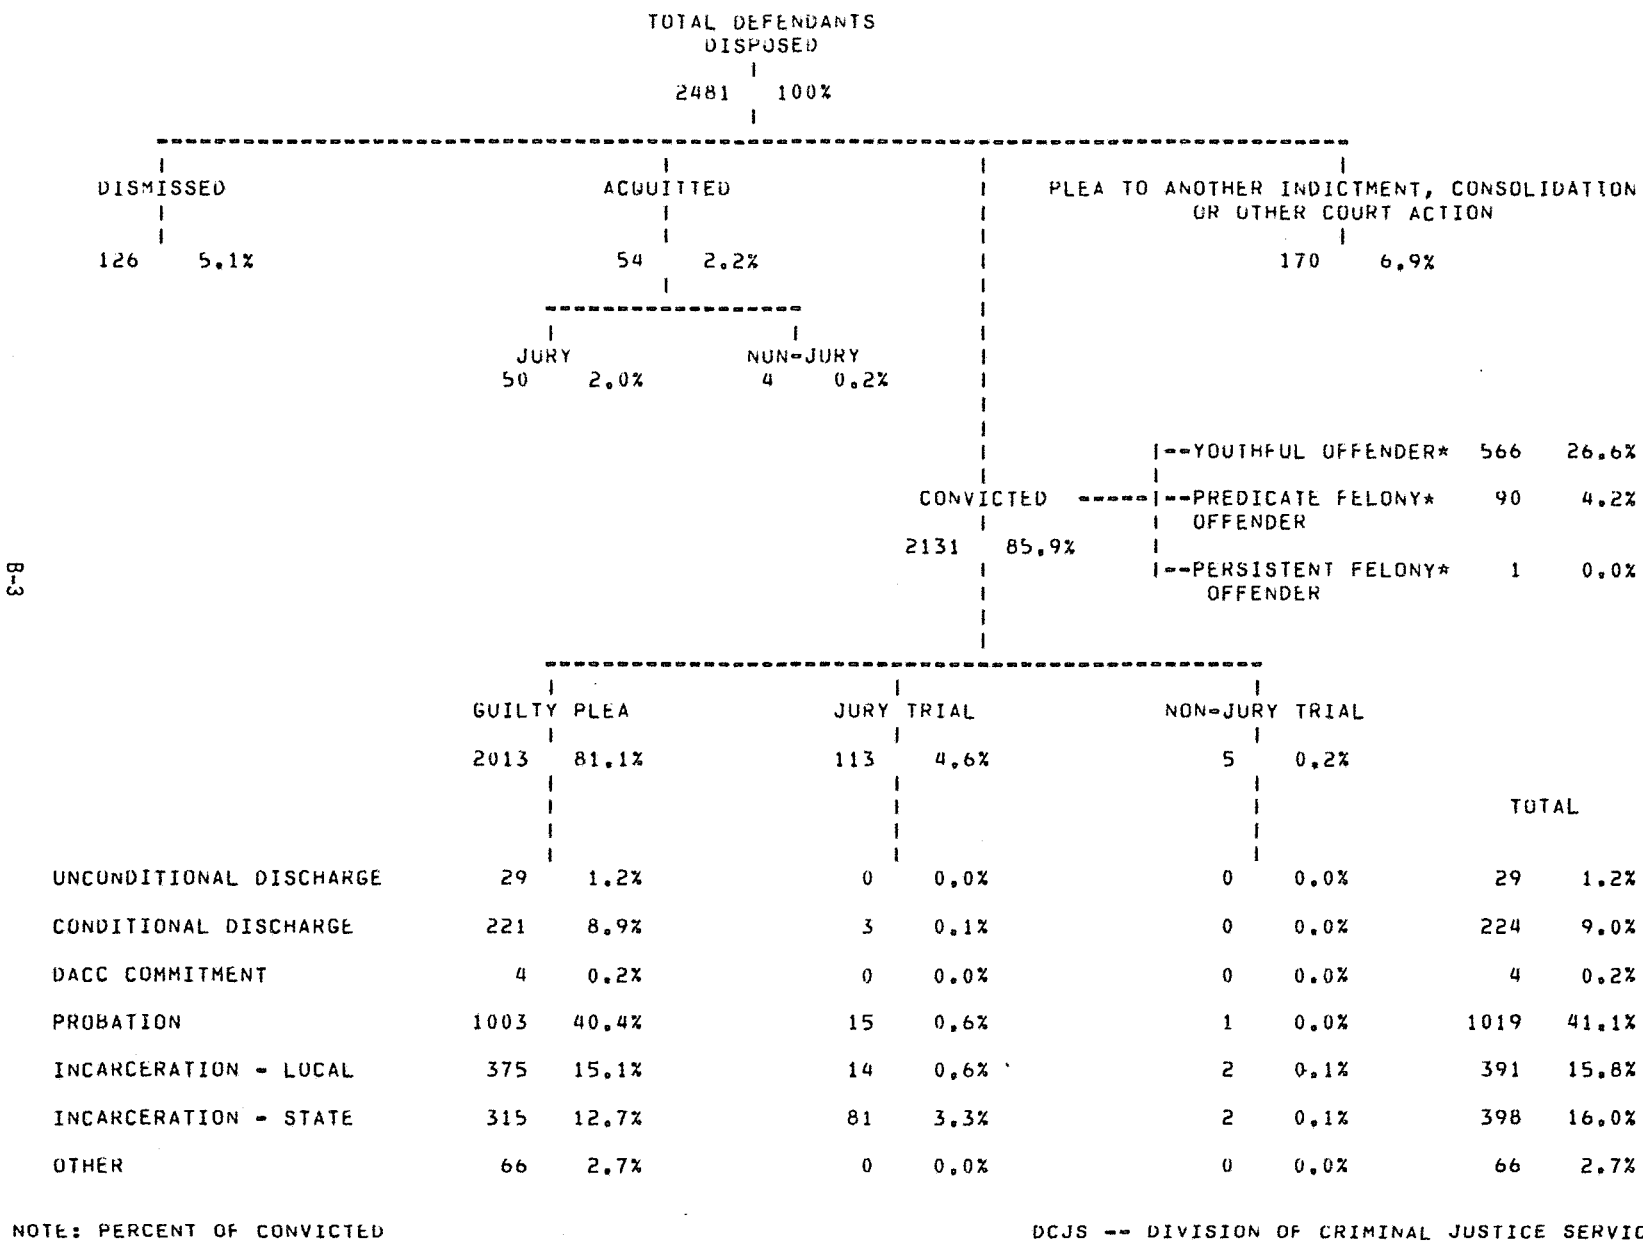 TOTAL DEFENDANTS
DISPOSED
2481 100%
DISMISSED ACQUITTED PLEA TO ANOTHER INDICTMENT, CONSOLIDATION
OR OTHER COURT ACTION
126 5.1% 54 2.2% 170 6.9%
JURY NON-JURY
50 2.0% 4 0.2%
--YOUTHFUL OFFENDER* 566 26.6%
CONVICTED -----|--PREDICATE FELONY* 90 4.2%
OFFENDER
2131 85.9%
--PERSISTENT FELONY* 1 0.0%
OFFENDER
B-3
GUILTY PLEA JURY TRIAL NON-JURY TRIAL
2013 81.1% 113 4.6% 5 0.2%
TOTAL
UNCONDITIONAL DISCHARGE 29 1.2% 0 0.0% 0 0.0% 29 1.2%
CONDITIONAL DISCHARGE 221 8.9% 3 0.1% 0 0.0% 224 9.0%
DACC COMMITMENT 4 0.2% 0 0.0% 0 0.0% 4 0.2%
PROBATION 1003 40.4% 15 0.6% 1 0.0% 1019 41.1%
INCARCERATION - LOCAL 375 15.1% 14 0.6% 2 0.1% 391 15.8%
INCARCERATION - STATE 315 12.7% 81 3.3% 2 0.1% 398 16.0%
OTHER 66 2.7% 0 0.0% 0 0.0% 66 2.7%
NOTE: PERCENT OF CONVICTED DCJS -- DIVISION OF CRIMINAL JUSTICE SERVIC